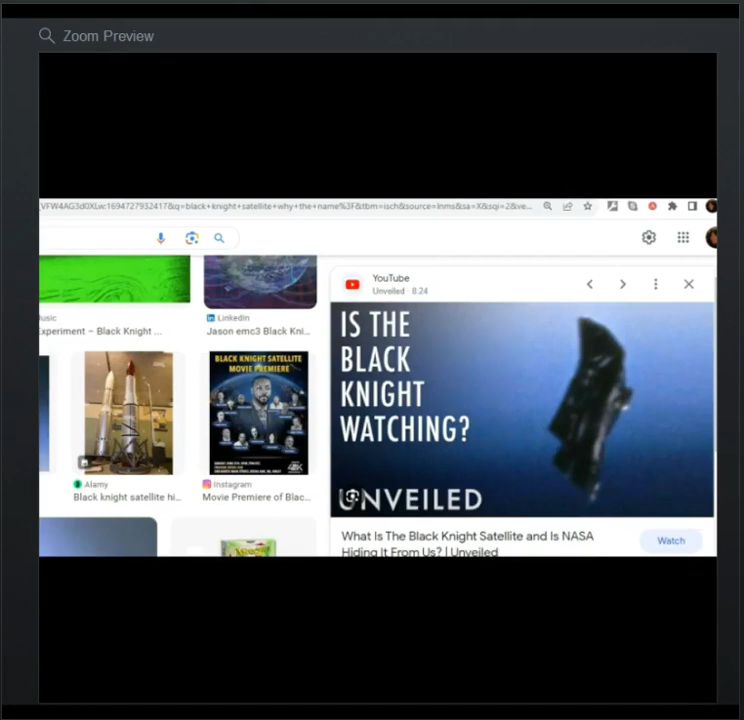 Zoom Preview
_VFW4AG3d0XLw:1694727932417&q=black+knight+satellite+why+the+name%3F&tbm=isch&source=lnms&sa=X&sqi=2&ve...
YouTube
Unveiled · 8:24
IS THE
BLACK
KNIGHT
WATCHING?
UNVEILED
What Is The Black Knight Satellite and Is NASA
Hiding It From Us? | Unveiled
Watch
usic
LinkedIn
xperiment – Black Knight ...
Jason emc3 Black Kni...
BLACK KNIGHT SATELLITE
MOVIE PREMIERE
Alamy
Instagram
Black knight satellite hi...
Movie Premiere of Blac...